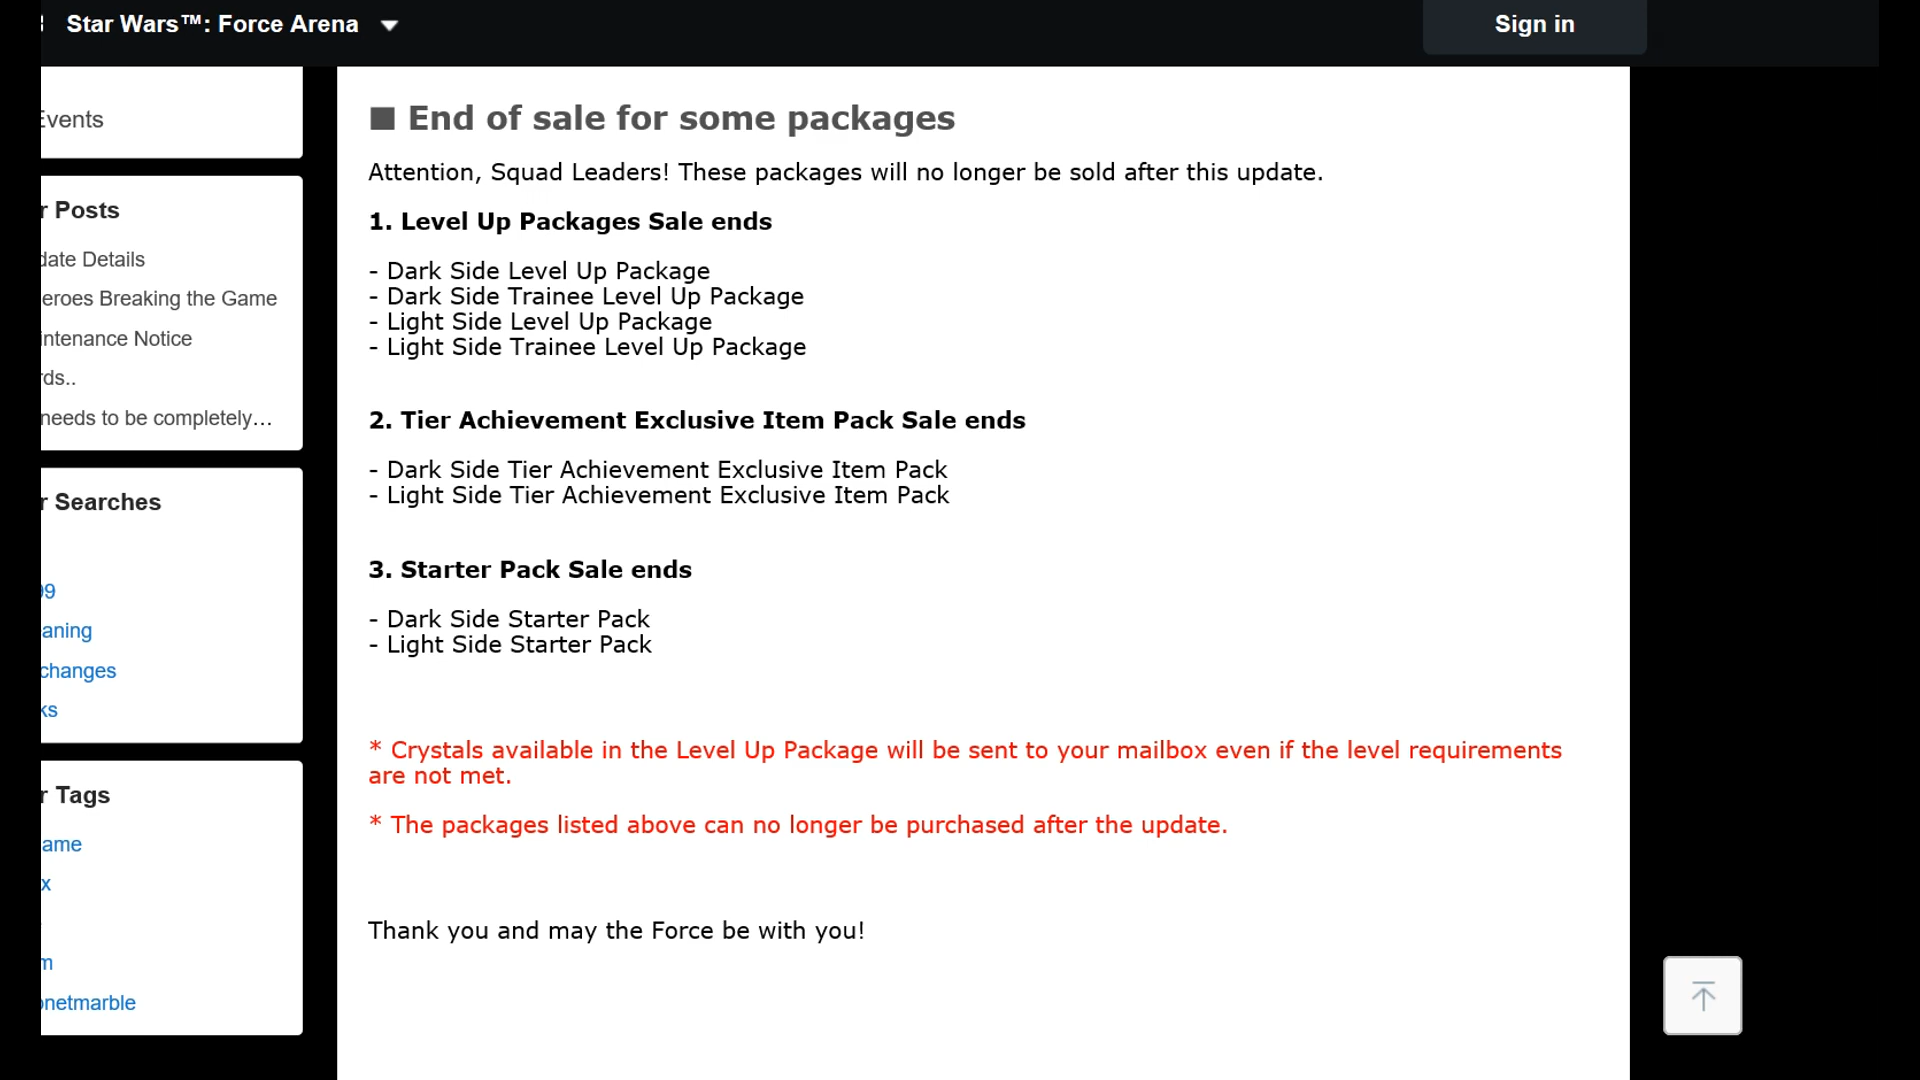 Star Wars™: Force Arena
Sign in
Events
Posts
Details
Breaking the Game
Notice
needs to be completely...
Searches
changes
Tags
■ End of sale for some packages
Attention, Squad Leaders! These packages will no longer be sold after this update.
1. Level Up Packages Sale ends
- Dark Side Level Up Package
- Dark Side Trainee Level Up Package
- Light Side Level Up Package
- Light Side Trainee Level Up Package
2. Tier Achievement Exclusive Item Pack Sale ends
- Dark Side Tier Achievement Exclusive Item Pack
- Light Side Tier Achievement Exclusive Item Pack
3. Starter Pack Sale ends
- Dark Side Starter Pack
- Light Side Starter Pack
* Crystals available in the Level Up Package will be sent to your mailbox even if the level requirements
are not met.
* The packages listed above can no longer be purchased after the update.
Thank you and may the Force be with you!